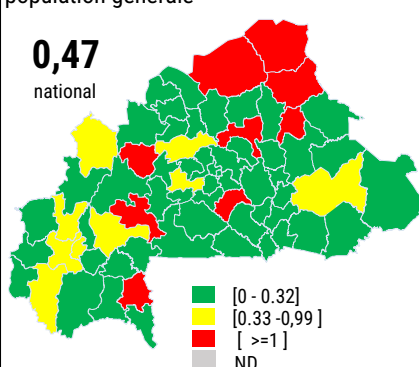 population générale
0,47
national
[0 - 0.32]
[0.33 -0,99 ]
[ >=1 ]
ND